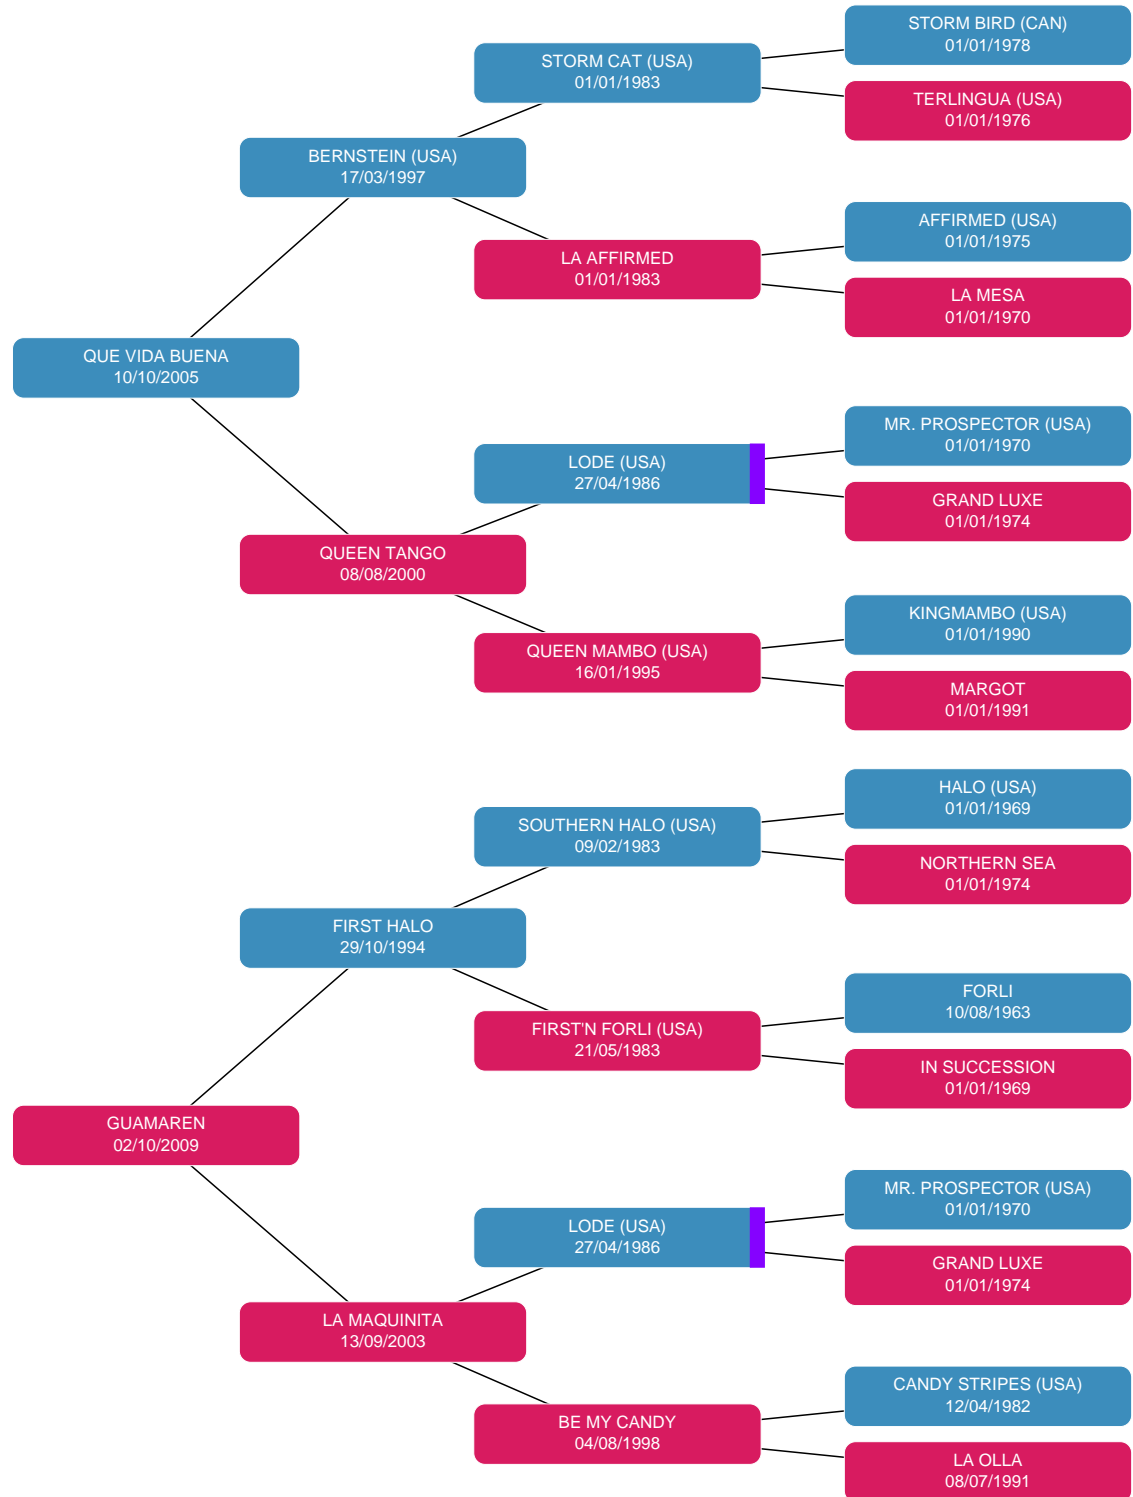 STORM BIRD (CAN)
01/01/1978
STORM CAT (USA)
01/01/1983
TERLINGUA (USA)
01/01/1976
BERNSTEIN (USA)
17/03/1997
AFFIRMED (USA)
01/01/1975
LA AFFIRMED
01/01/1983
LA MESA
01/01/1970
QUE VIDA BUENA
10/10/2005
MR. PROSPECTOR (USA)
01/01/1970
LODE (USA)
27/04/1986
GRAND LUXE
01/01/1974
QUEEN TANGO
08/08/2000
KINGMAMBO (USA)
01/01/1990
QUEEN MAMBO (USA)
16/01/1995
MARGOT
01/01/1991
HALO (USA)
01/01/1969
SOUTHERN HALO (USA)
09/02/1983
NORTHERN SEA
01/01/1974
FIRST HALO
29/10/1994
FORLI
10/08/1963
FIRST'N FORLI (USA)
21/05/1983
IN SUCCESSION
01/01/1969
GUAMAREN
02/10/2009
MR. PROSPECTOR (USA)
01/01/1970
LODE (USA)
27/04/1986
GRAND LUXE
01/01/1974
LA MAQUINITA
13/09/2003
CANDY STRIPES (USA)
12/04/1982
BE MY CANDY
04/08/1998
LA OLLA
08/07/1991